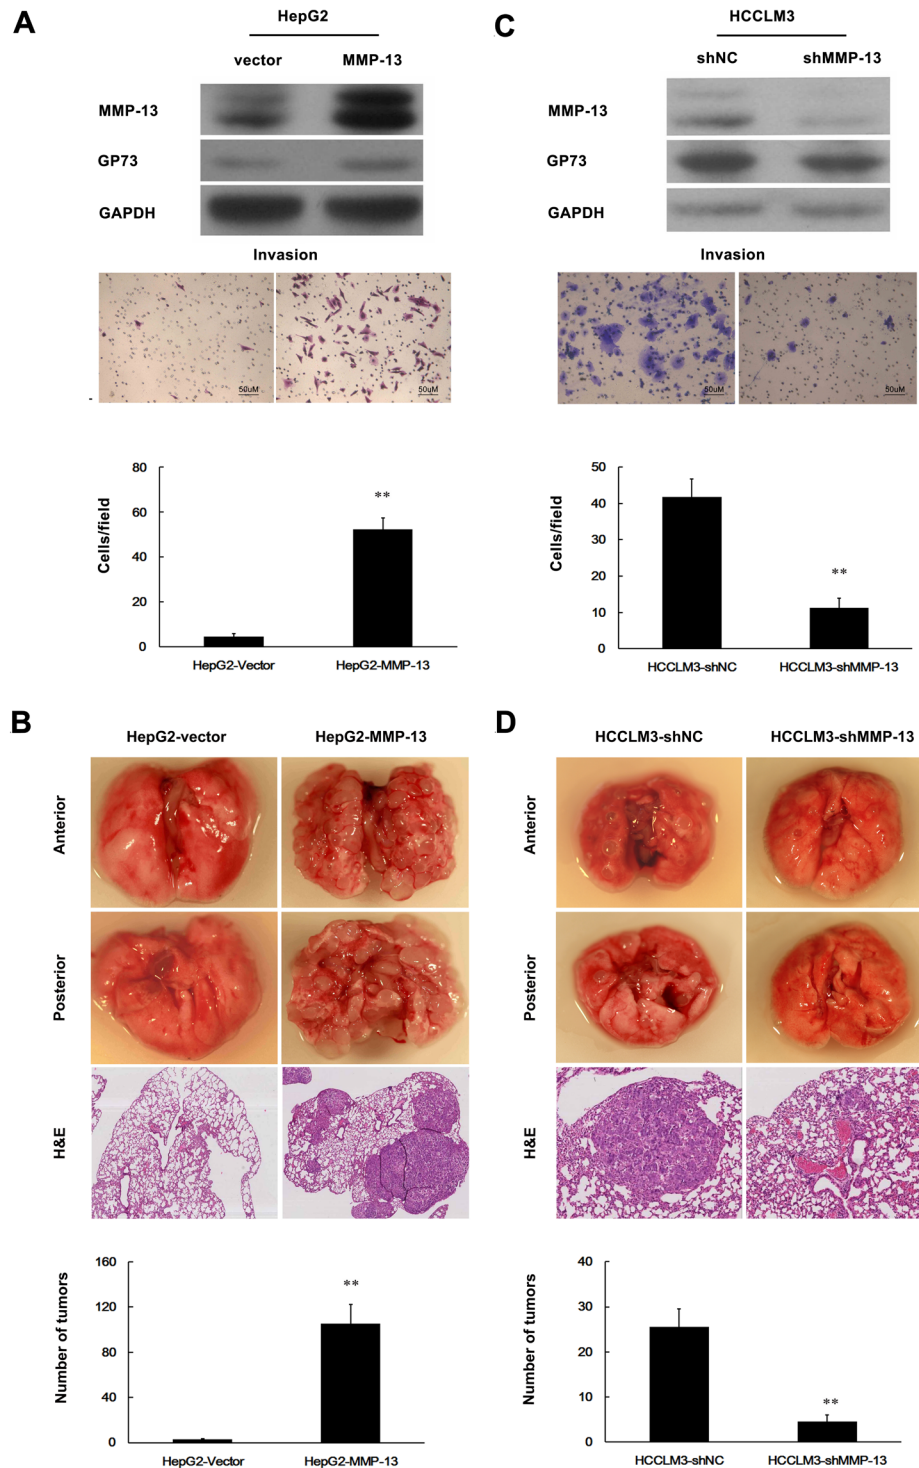 A
HepG2
vector MMP-13
MMP-13
GP73
GAPDH
Invasion
50uM
50uM
Cells/field
80
60
40
20
0
**
HepG2-Vector HepG2-MMP-13
C
HCCLM3
shNC shMMP-13
MMP-13
GP73
GAPDH
Invasion
50uM
50uM
Cells/field
50
40
30
20
10
0
**
HCCLM3-shNC HCCLM3-shMMP-13
B
HepG2-vector HepG2-MMP-13
Anterior
Posterior
H&E
Number of tumors
160
120
80
40
0
**
HepG2-Vector HepG2-MMP-13
D
HCCLM3-shNC HCCLM3-shMMP-13
Anterior
Posterior
H&E
Number of tumors
40
30
20
10
0
**
HCCLM3-shNC HCCLM3-shMMP-13